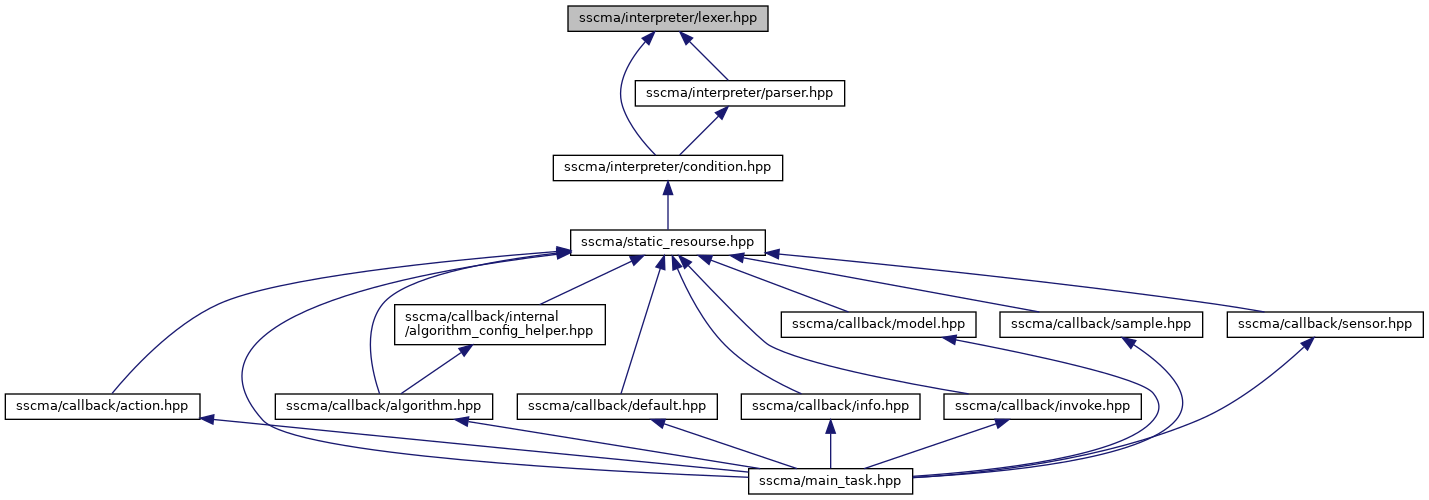 sscma/interpreter/lexer.hpp
sscma/interpreter/parser.hpp
sscma/interpreter/condition.hpp
sscma/static_resourse.hpp
sscma/callback/internal
/algorithm_config_helper.hpp
sscma/callback/model.hpp
sscma/callback/sample.hpp
sscma/callback/sensor.hpp
sscma/callback/action.hpp
sscma/callback/algorithm.hpp
sscma/callback/default.hpp
sscma/callback/info.hpp
sscma/callback/invoke.hpp
sscma/main_task.hpp